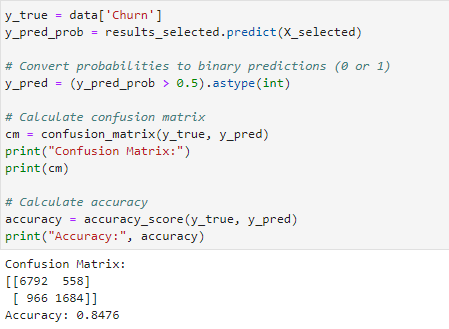 y_true = data['Churn']
y_pred_prob = results_selected.predict(X_selected)
# Convert probabilities to binary predictions (0 or 1)
y_pred = (y_pred_prob > 0.5).astype(int)
# Calculate confusion matrix
cm = confusion_matrix(y_true, y_pred)
print("Confusion Matrix:")
print(cm)
# Calculate accuracy
accuracy = accuracy_score(y_true, y_pred)
print("Accuracy:", accuracy)
Confusion Matrix:
[[6792  558]
 [ 966 1684]]
Accuracy: 0.8476